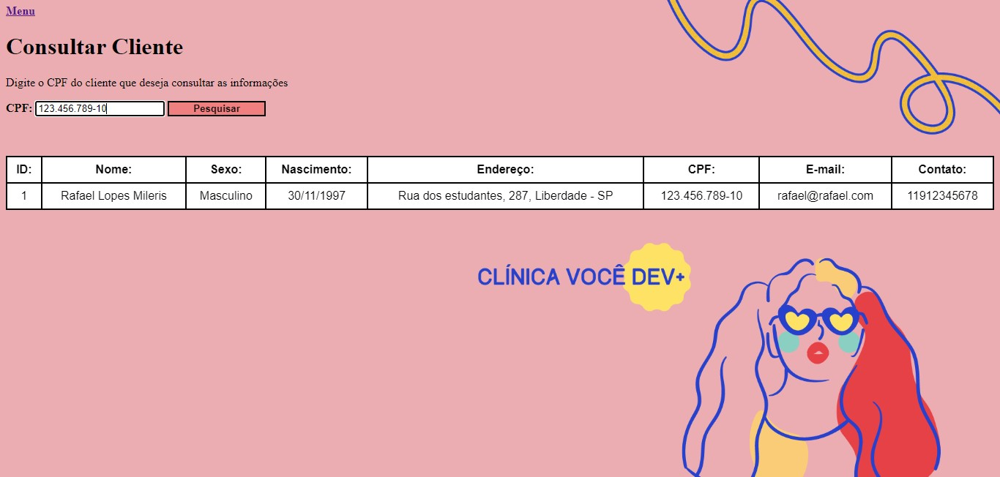 Menu
Consultar Cliente
Digite o CPF do cliente que deseja consultar as informações
CPF: 123.456.789-10 Pesquisar
ID: Nome: Sexo: Nascimento: Endereço: CPF: E-mail: Contato:
1 Rafael Lopes Mileris Masculino 30/11/1997 Rua dos estudantes, 287, Liberdade - SP 123.456.789-10 rafael@rafael.com 11912345678
CLÍNICA VOCÊ DEV+